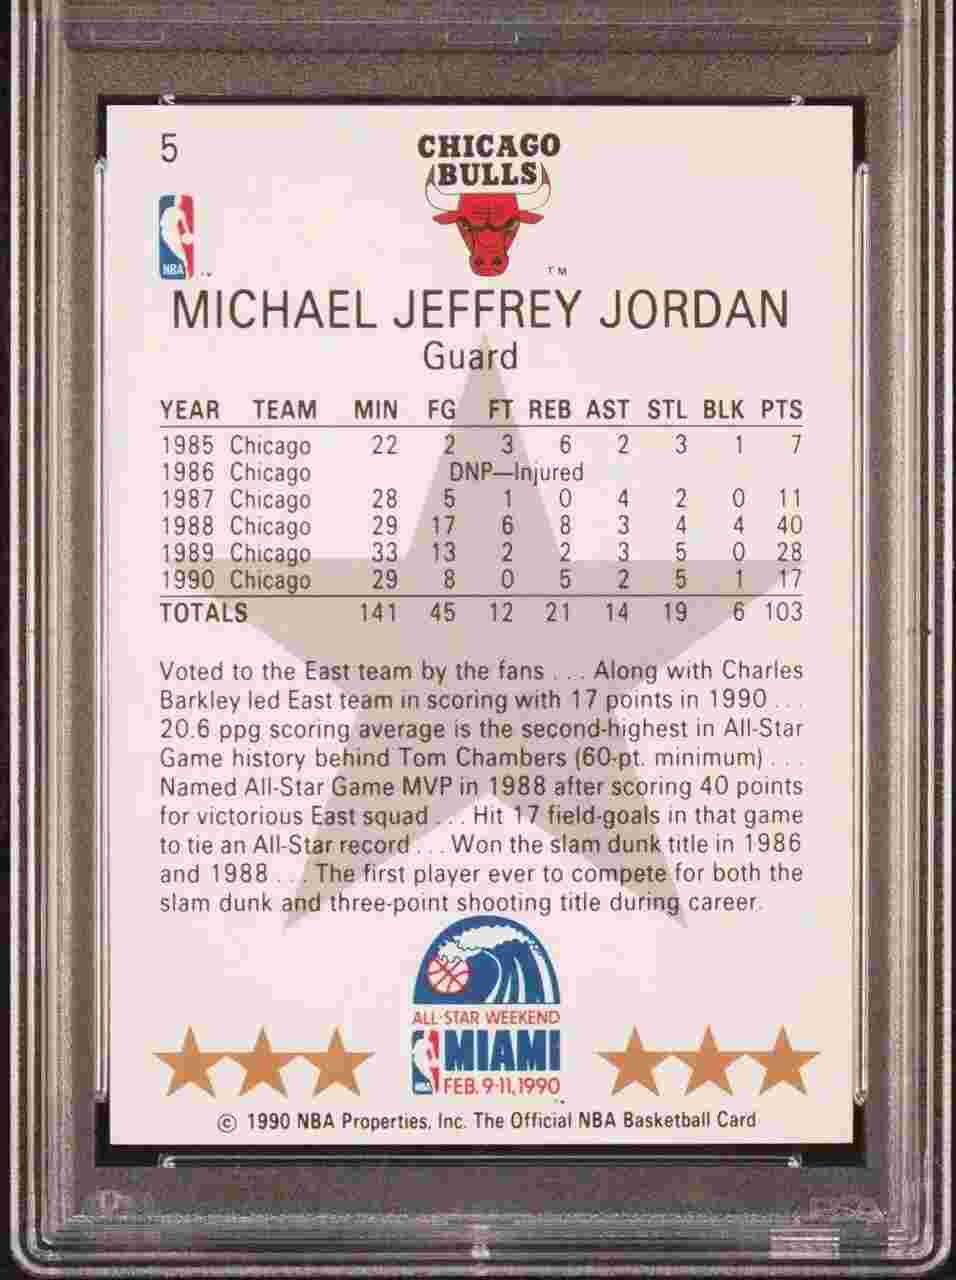 5
CHICAGO
BULLS
NBA
TM
MICHAEL JEFFREY JORDAN
Guard
YEAR TEAM MIN FG FT REB AST STL BLK PTS
1985 Chicago 22 2 3 6 2 3 1 7
1986 Chicago DNP—Injured
1987 Chicago 28 5 1 0 4 2 0 11
1988 Chicago 29 17 6 8 3 4 4 40
1989 Chicago 33 13 2 2 3 5 0 28
1990 Chicago 29 8 0 5 2 5 1 17
TOTALS 141 45 12 21 14 19 6 103
Voted to the East team by the fans . . . Along with Charles
Barkley led East team in scoring with 17 points in 1990 . . .
20.6 ppg scoring average is the second-highest in All-Star
Game history behind Tom Chambers (60-pt. minimum) . . .
Named All-Star Game MVP in 1988 after scoring 40 points
for victorious East squad . . . Hit 17 field-goals in that game
to tie an All-Star record . . . Won the slam dunk title in 1986
and 1988 . . . The first player ever to compete for both the
slam dunk and three-point shooting title during career.
ALL-STAR WEEKEND
MIAMI
NBA FEB. 9-11, 1990
© 1990 NBA Properties, Inc. The Official NBA Basketball Card